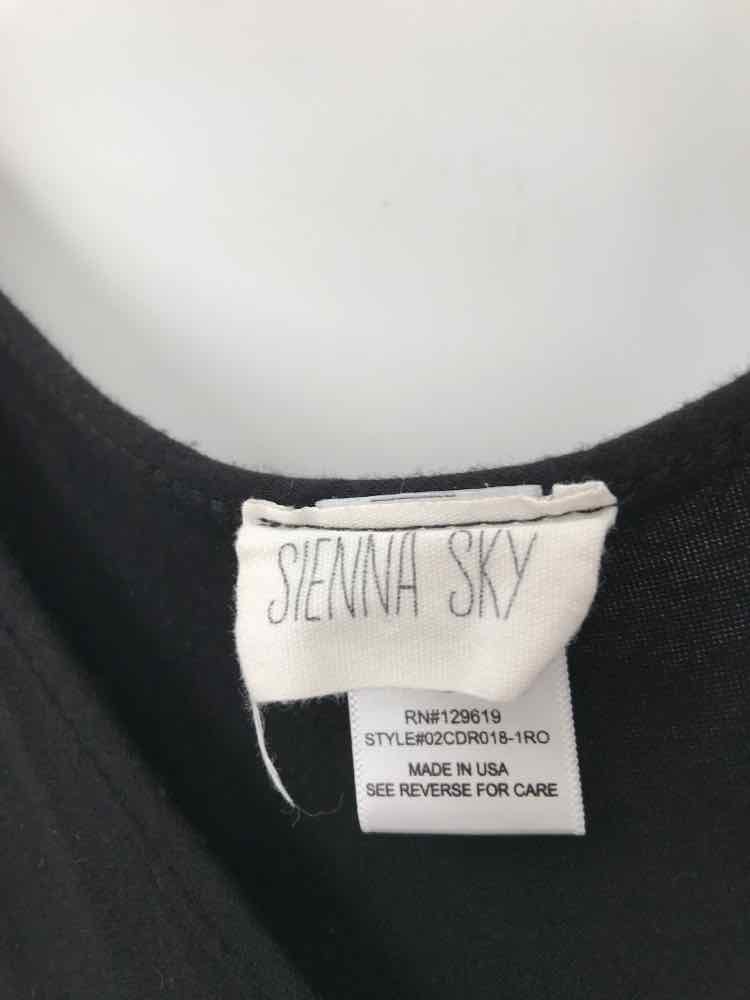 SIENNA SKY
RN#129619
STYLE#02CDR018-1RO
MADE IN USA
SEE REVERSE FOR CARE